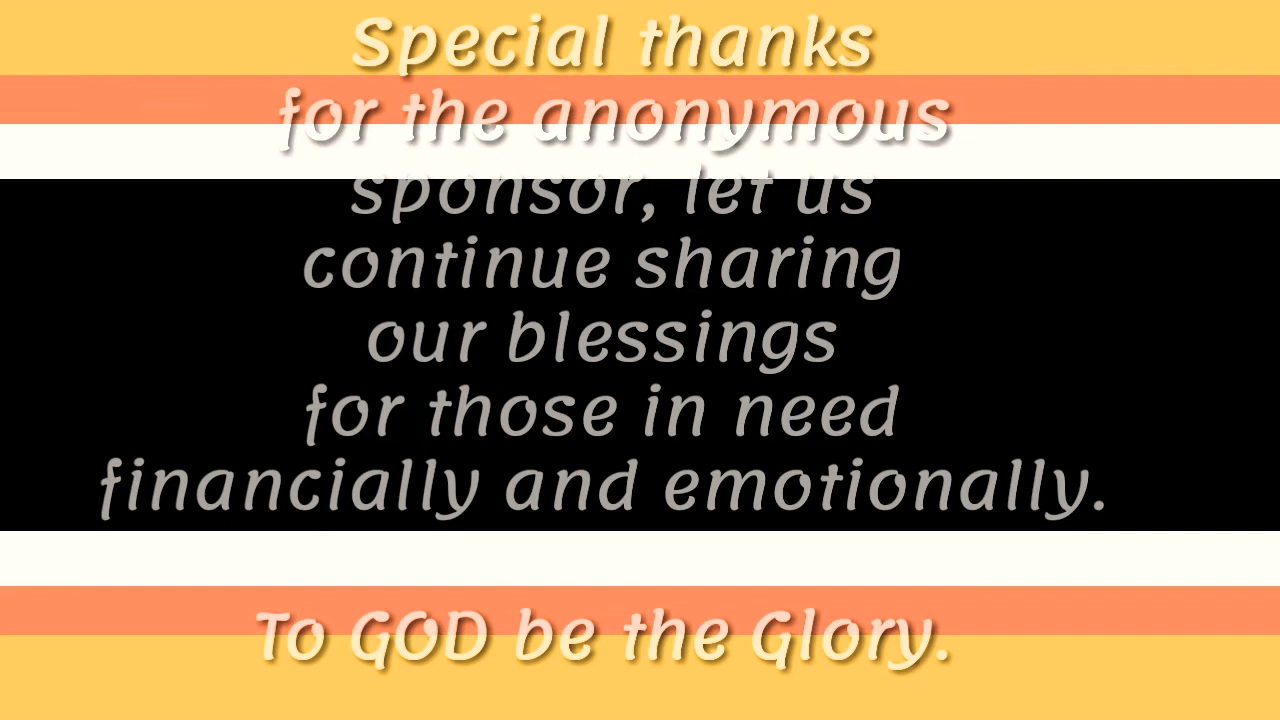 Special thanks
for the anonymous
sponsor, let us
continue sharing
our blessings
for those in need
financially and emotionally.
To GOD be the Glory.